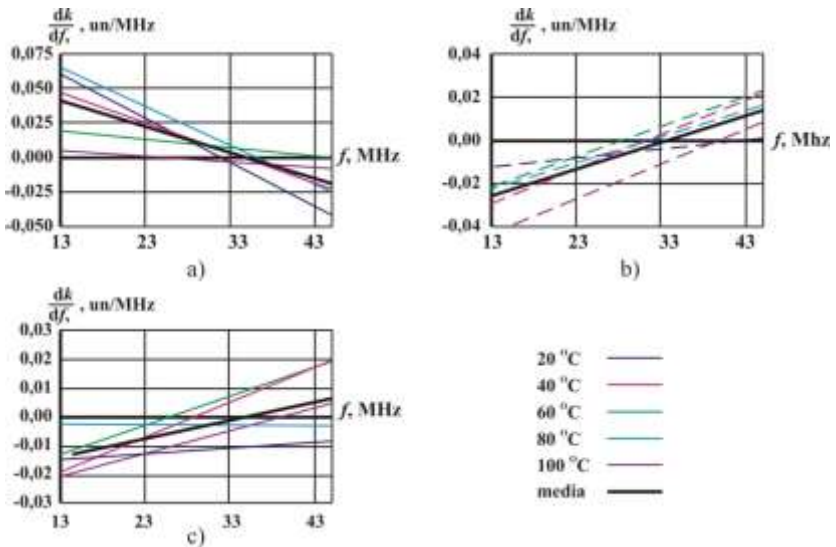 dk/df, un/MHz
0,075
0,050
0,025
0,000
-0,025
-0,050
f, MHz
13 23 33 43
a)
dk/df, un/MHz
0,04
0,02
0,00
-0,02
-0,04
f, Mhz
13 23 33 43
b)
dk/df, un/MHz
0,03
0,02
0,01
0,00
-0,01
-0,02
-0,03
f, MHz
13 23 33 43
c)
20 °C
40 °C
60 °C
80 °C
100 °C
media